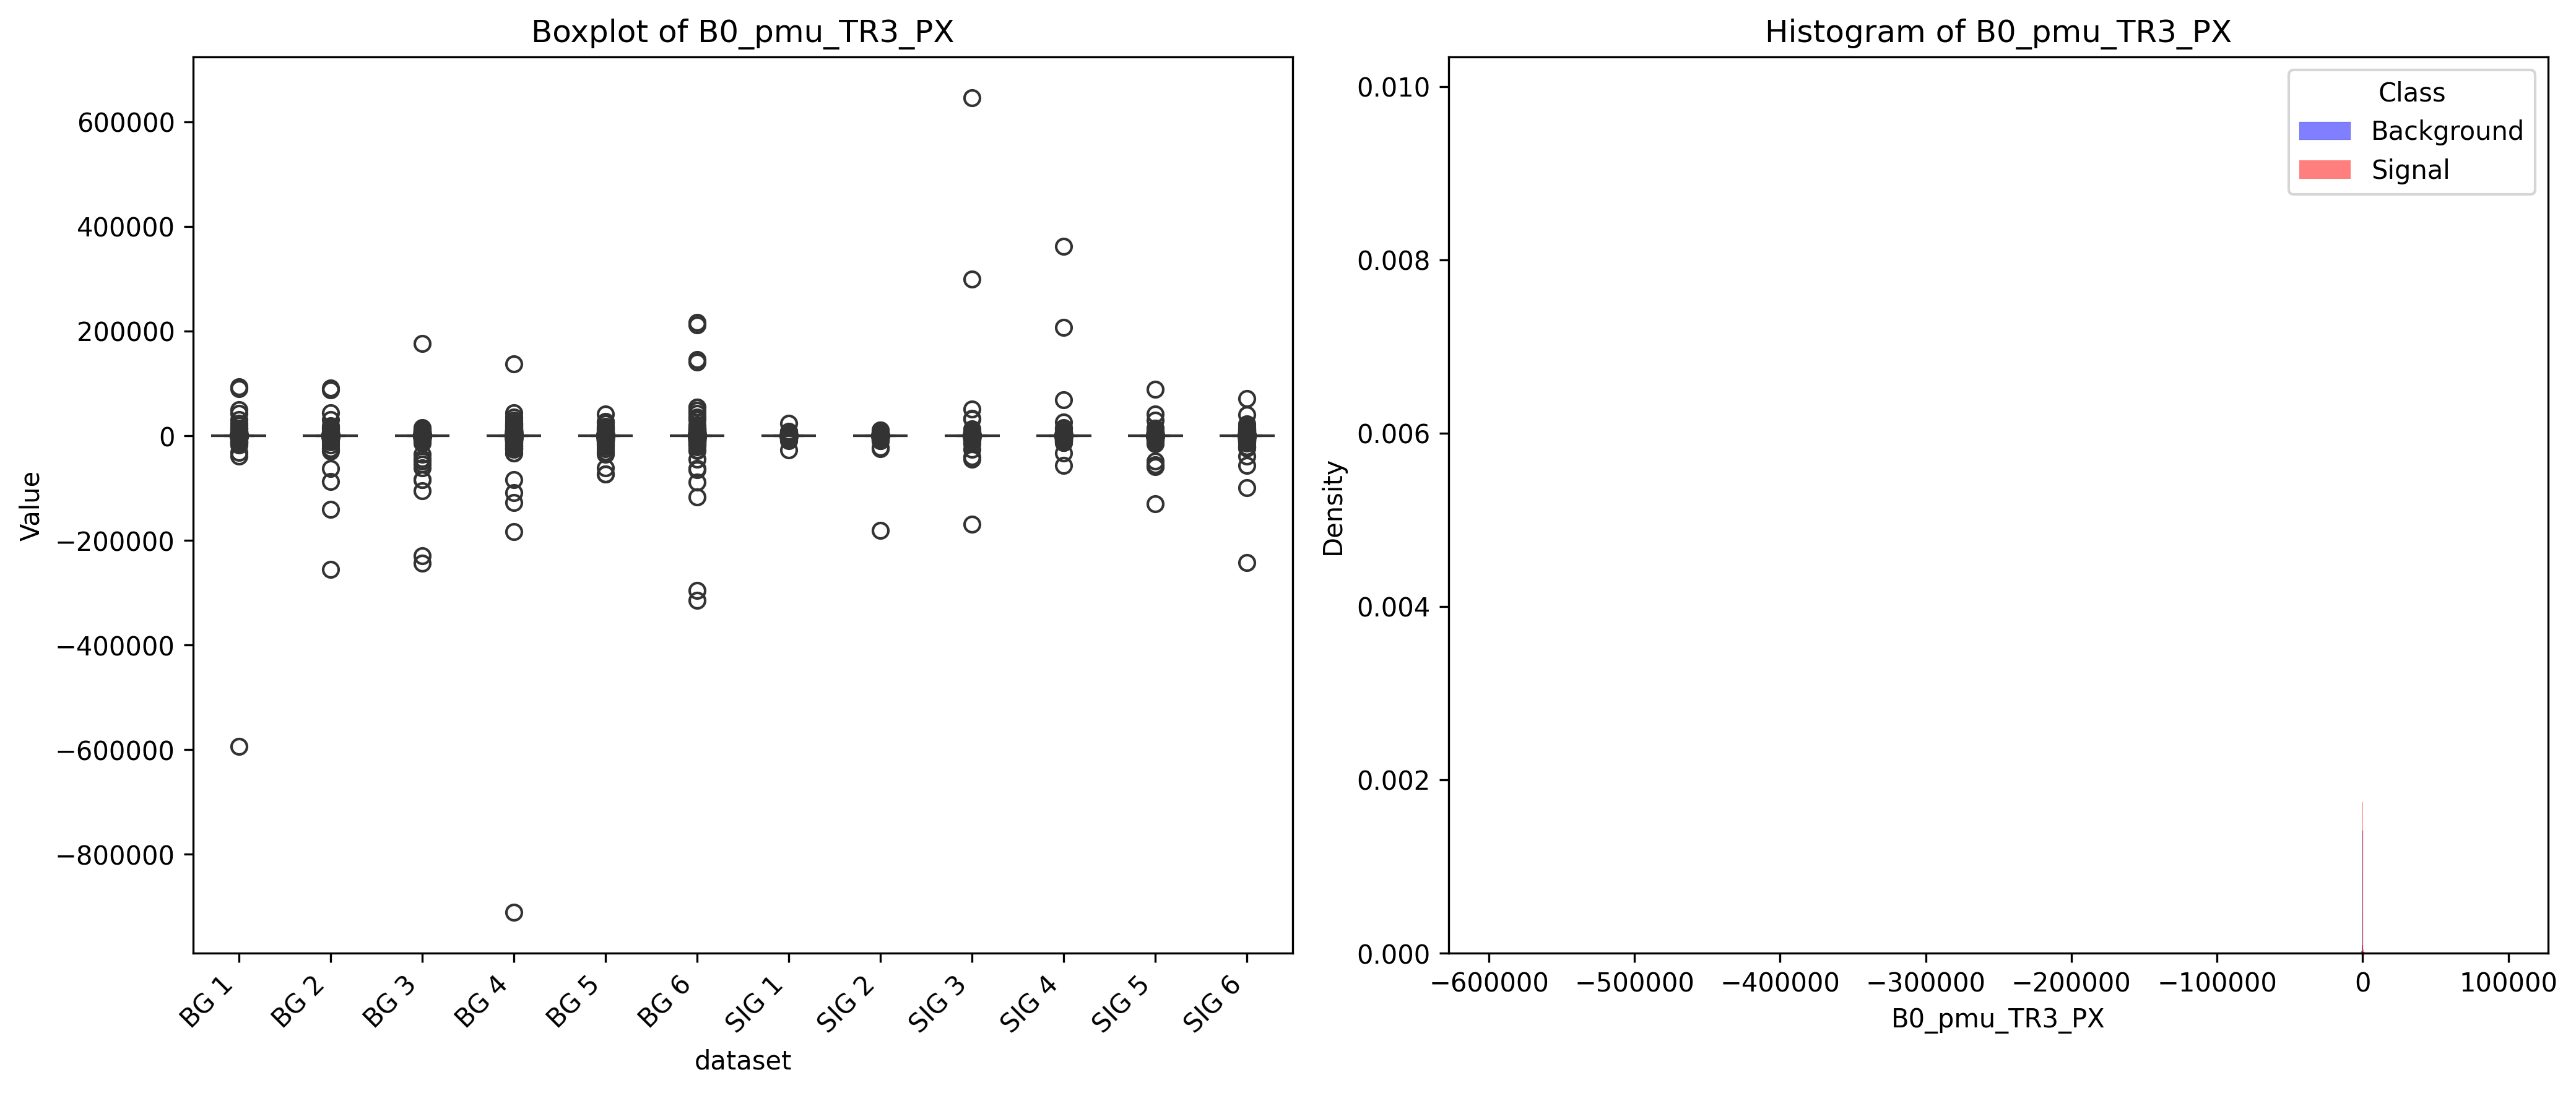 Boxplot of B0_pmu_TR3_PX
600000
400000
200000
0
−200000
−400000
−600000
−800000
Value
BG 1
BG 2
BG 3
BG 4
BG 5
BG 6
SIG 1
SIG 2
SIG 3
SIG 4
SIG 5
SIG 6
dataset
Histogram of B0_pmu_TR3_PX
0.010
0.008
0.006
0.004
0.002
0.000
Density
Class
Background
Signal
−600000
−500000
−400000
−300000
−200000
−100000
0
100000
B0_pmu_TR3_PX